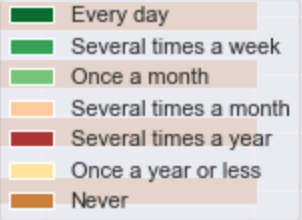 Every day
Several times a week
Once a month
Several times a month
Several times a year
Once a year or less
Never